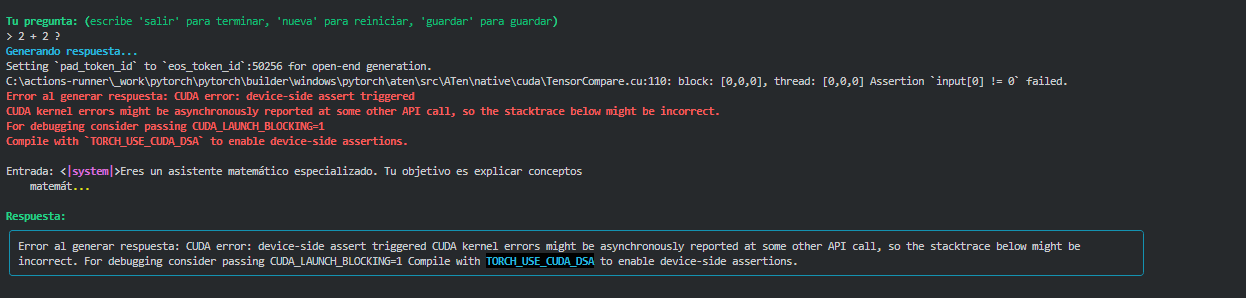 Tu pregunta: (escribe 'salir' para terminar, 'nueva' para reiniciar, 'guardar' para guardar)
> 2 + 2 ?
Generando respuesta...
Setting `pad_token_id` to `eos_token_id`:50256 for open-end generation.
C:\actions-runner\_work\pytorch\pytorch\builder\windows\pytorch\aten\src\ATen\native\cuda\TensorCompare.cu:110: block: [0,0,0], thread: [0,0,0] Assertion `input[0] != 0` failed.
Error al generar respuesta: CUDA error: device-side assert triggered
CUDA kernel errors might be asynchronously reported at some other API call, so the stacktrace below might be incorrect.
For debugging consider passing CUDA_LAUNCH_BLOCKING=1
Compile with `TORCH_USE_CUDA_DSA` to enable device-side assertions.
Entrada: <|system|>Eres un asistente matemático especializado. Tu objetivo es explicar conceptos
matemát...
Respuesta:
Error al generar respuesta: CUDA error: device-side assert triggered CUDA kernel errors might be asynchronously reported at some other API call, so the stacktrace below might be
incorrect. For debugging consider passing CUDA_LAUNCH_BLOCKING=1 Compile with TORCH_USE_CUDA_DSA to enable device-side assertions.